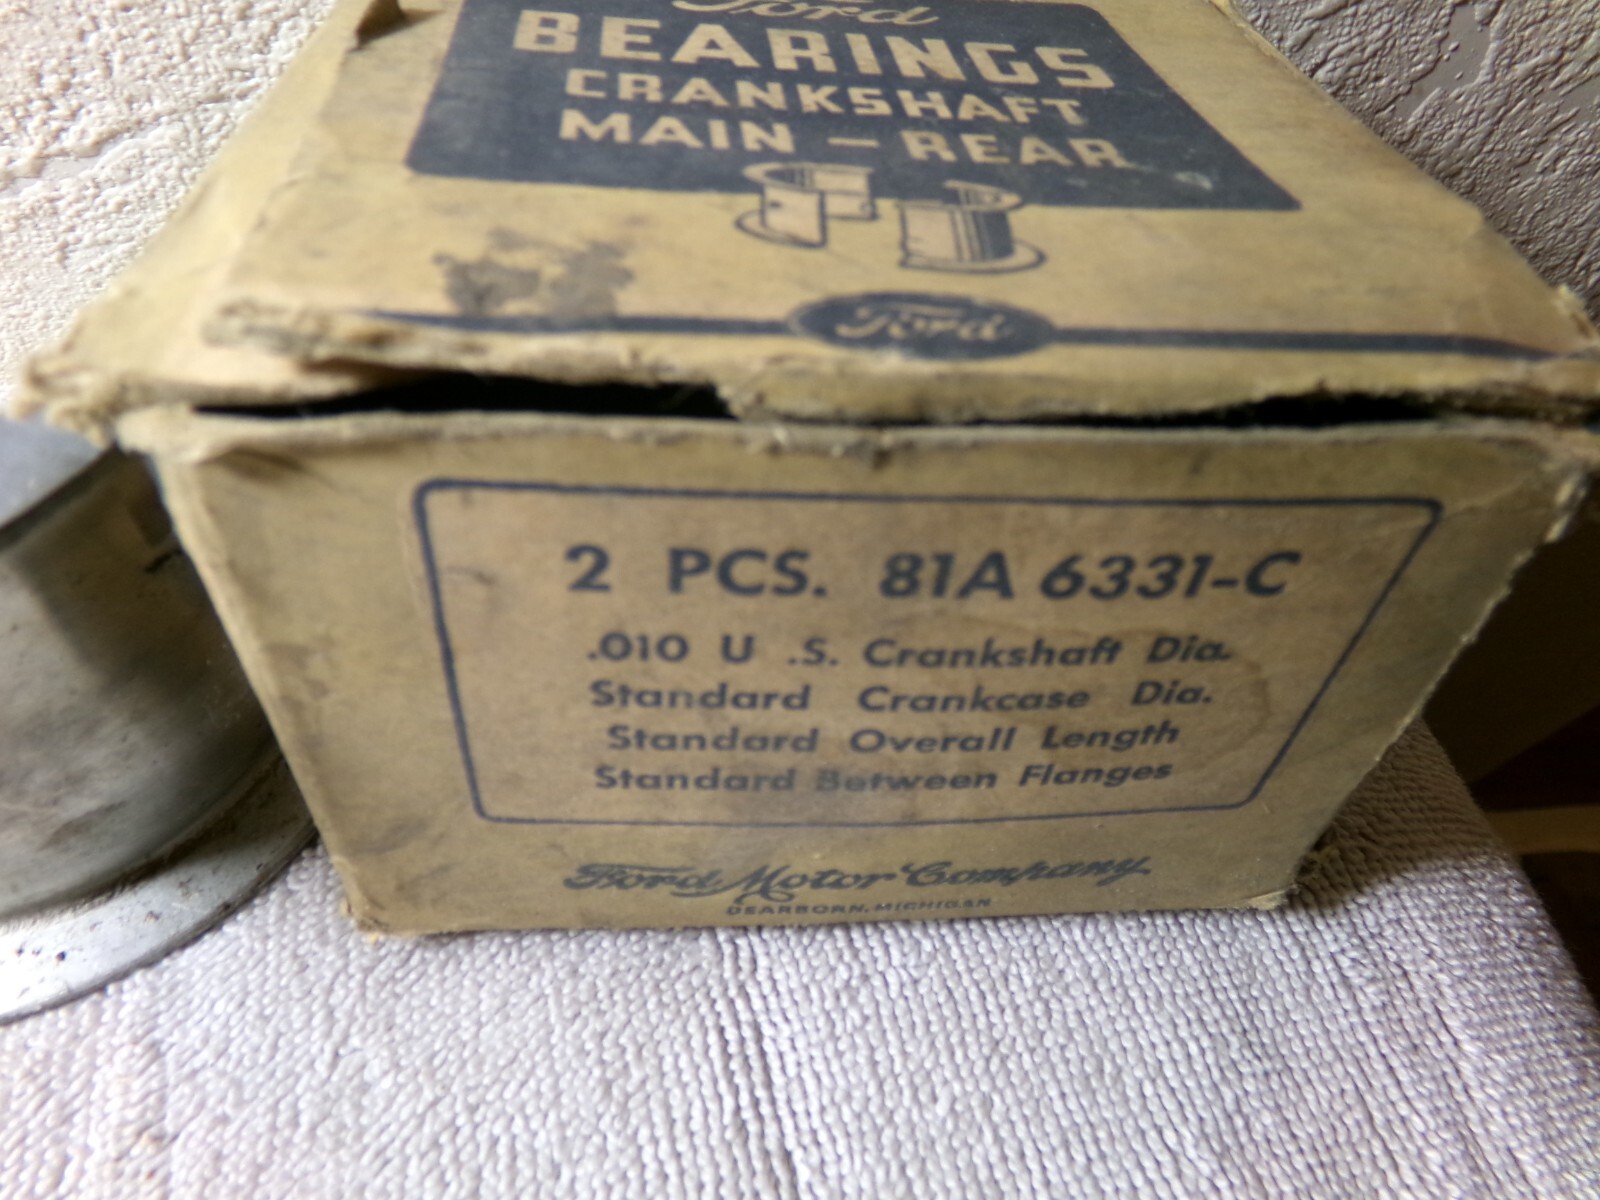 Ford
BEARINGS
CRANKSHAFT
MAIN – REAR
Ford
2 PCS. 81A 6331-C
.010 U .S. Crankshaft Dia.
Standard Crankcase Dia.
Standard Overall Length
Standard Between Flanges
Ford Motor Company
DEARBORN, MICHIGAN